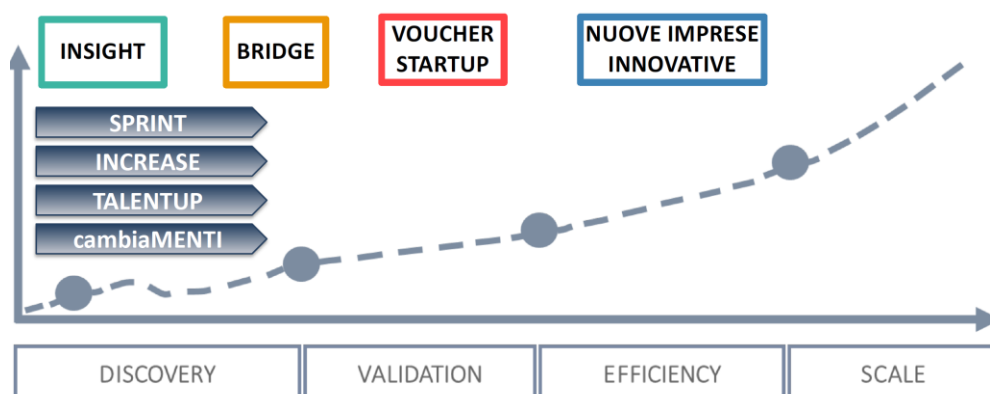 INSIGHT
BRIDGE
VOUCHER
STARTUP
NUOVE IMPRESE
INNOVATIVE
SPRINT
INCREASE
TALENTUP
cambiaMENTI
DISCOVERY
VALIDATION
EFFICIENCY
SCALE